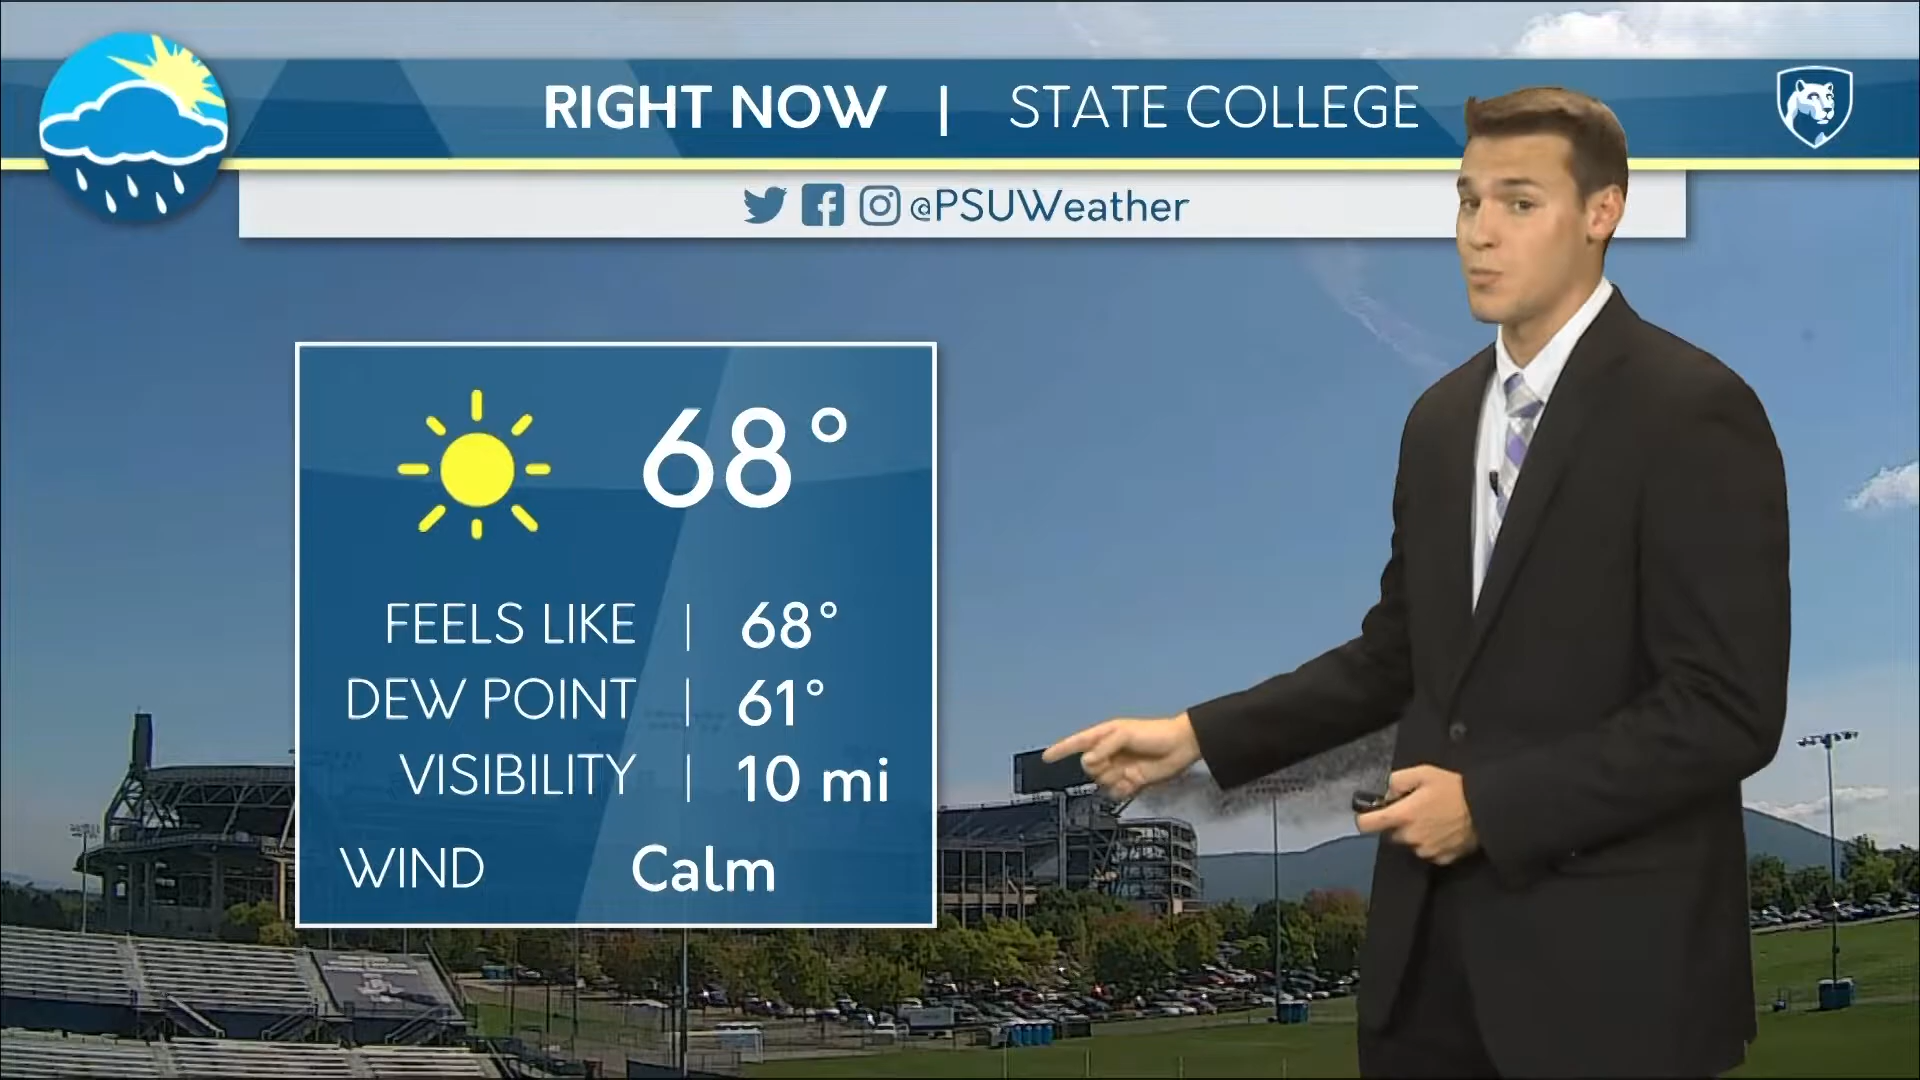 RIGHT NOW | STATE COLLEGE
@PSUWeather
68°
FEELS LIKE | 68°
DEW POINT | 61°
VISIBILITY | 10 mi
WIND Calm